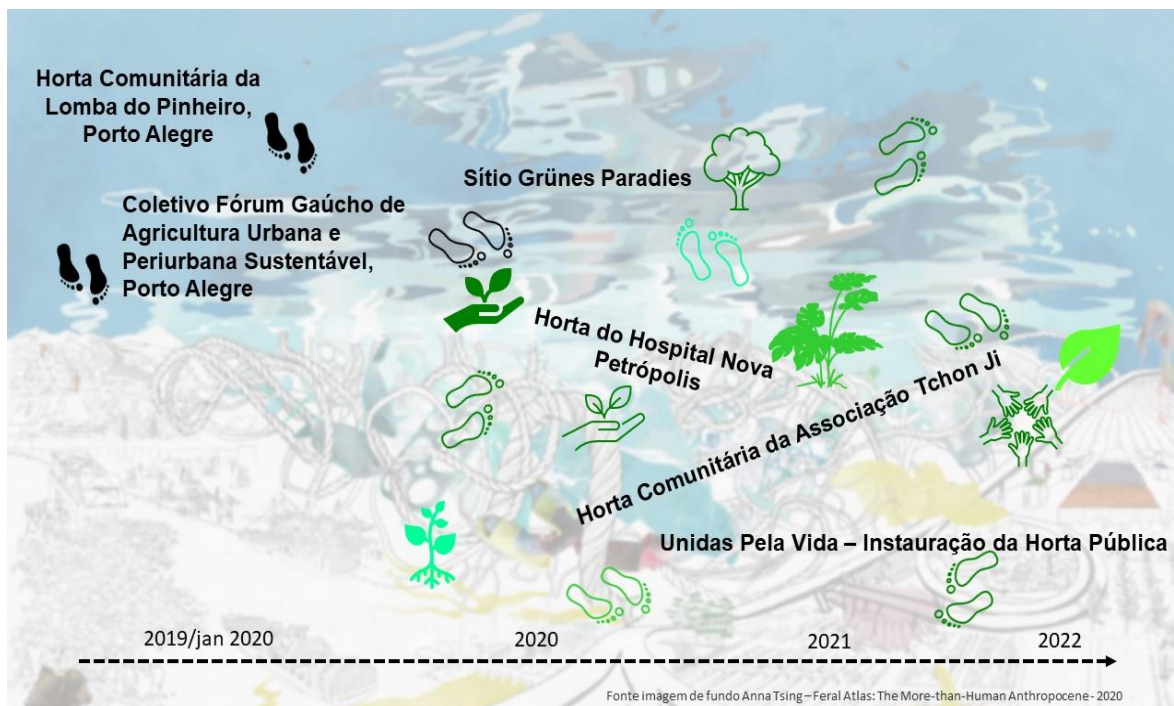 Horta Comunitária da
Lomba do Pinheiro,
Porto Alegre
Coletivo Fórum Gaúcho de
Agricultura Urbana e
Periurbana Sustentável,
Porto Alegre
Sítio Grünes Paradies
Horta do Hospital Nova
Petrópolis
Horta Comunitária da Associação Tchon Ji
Unidas Pela Vida – Instauração da Horta Pública
2019/jan 2020
2020
2021
2022
Fonte imagem de fundo Anna Tsing – Feral Atlas: The More-than-Human Anthropocene - 2020